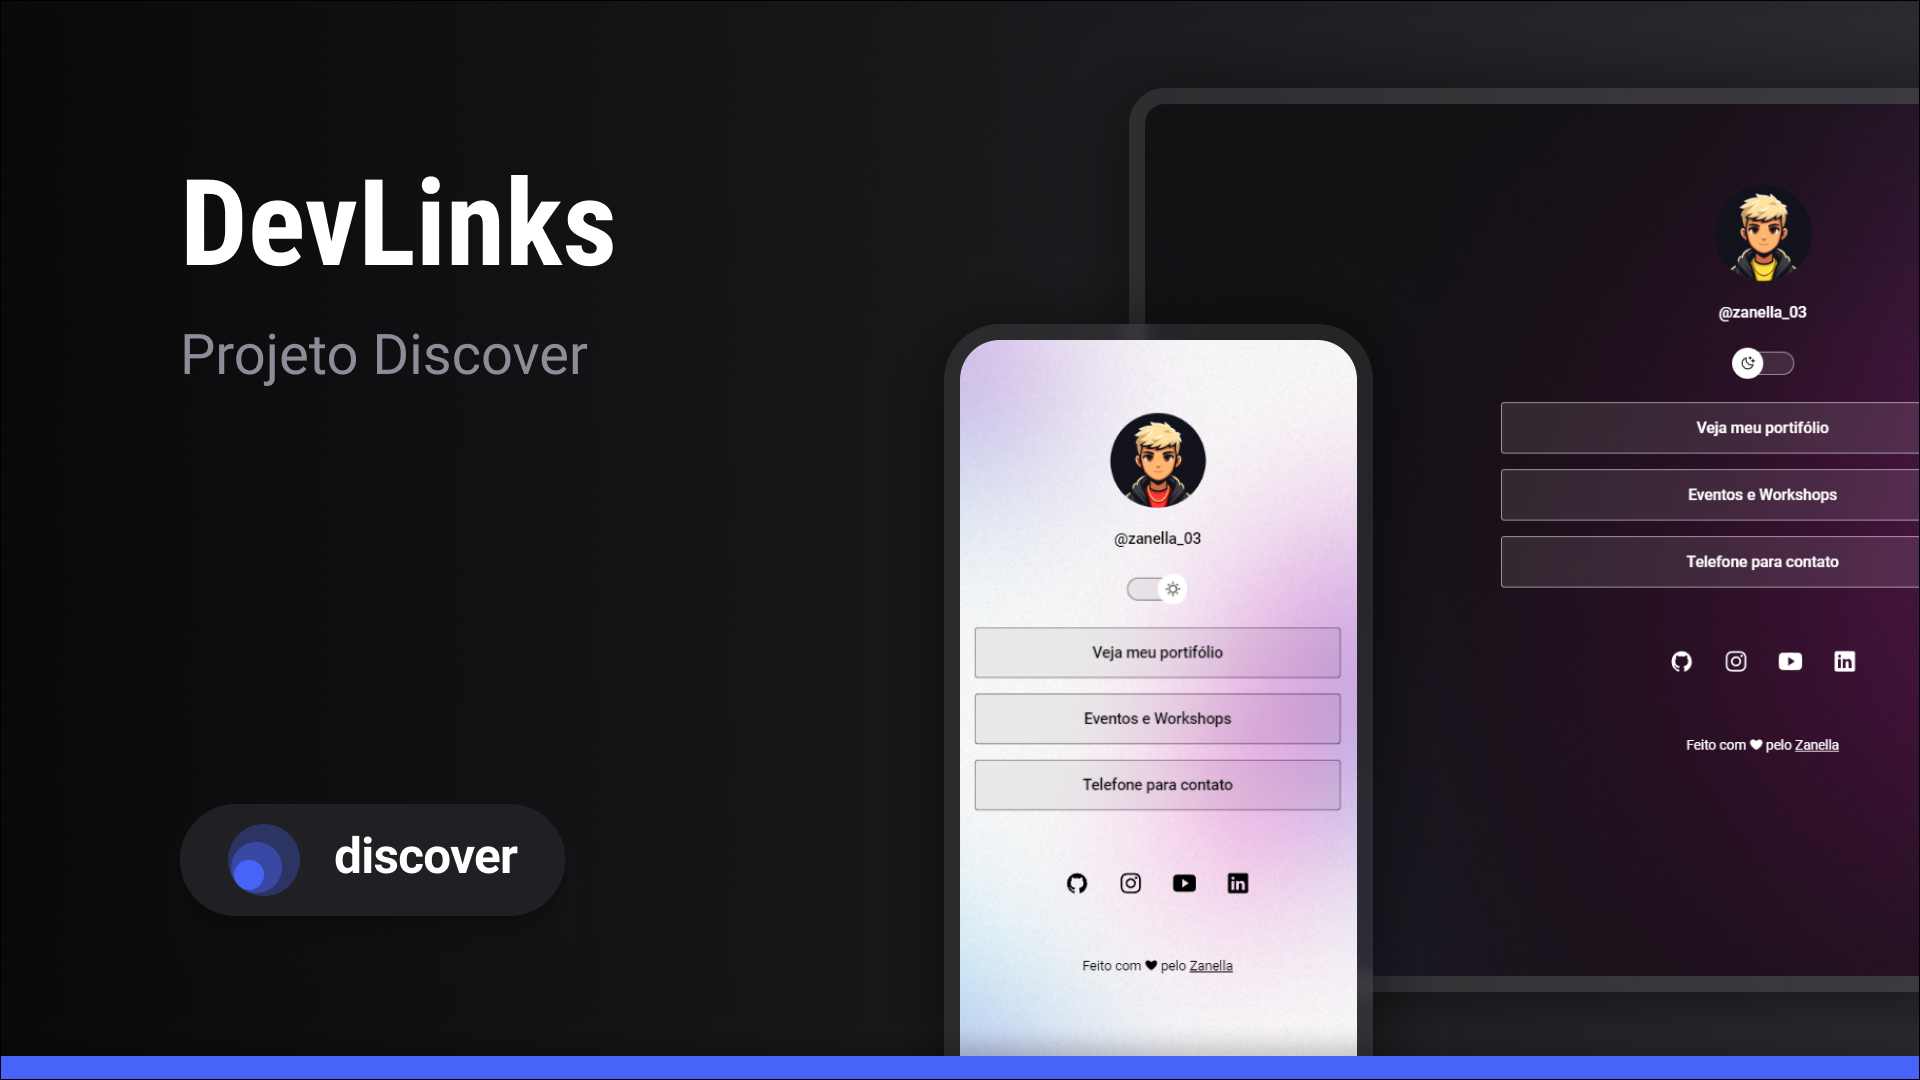 DevLinks
Projeto Discover
discover
@zanella_03
Veja meu portifólio
Eventos e Workshops
Telefone para contato
Feito com ♥ pelo Zanella
@zanella_03
Veja meu portifólio
Eventos e Workshops
Telefone para contato
Feito com ♥ pelo Zanella